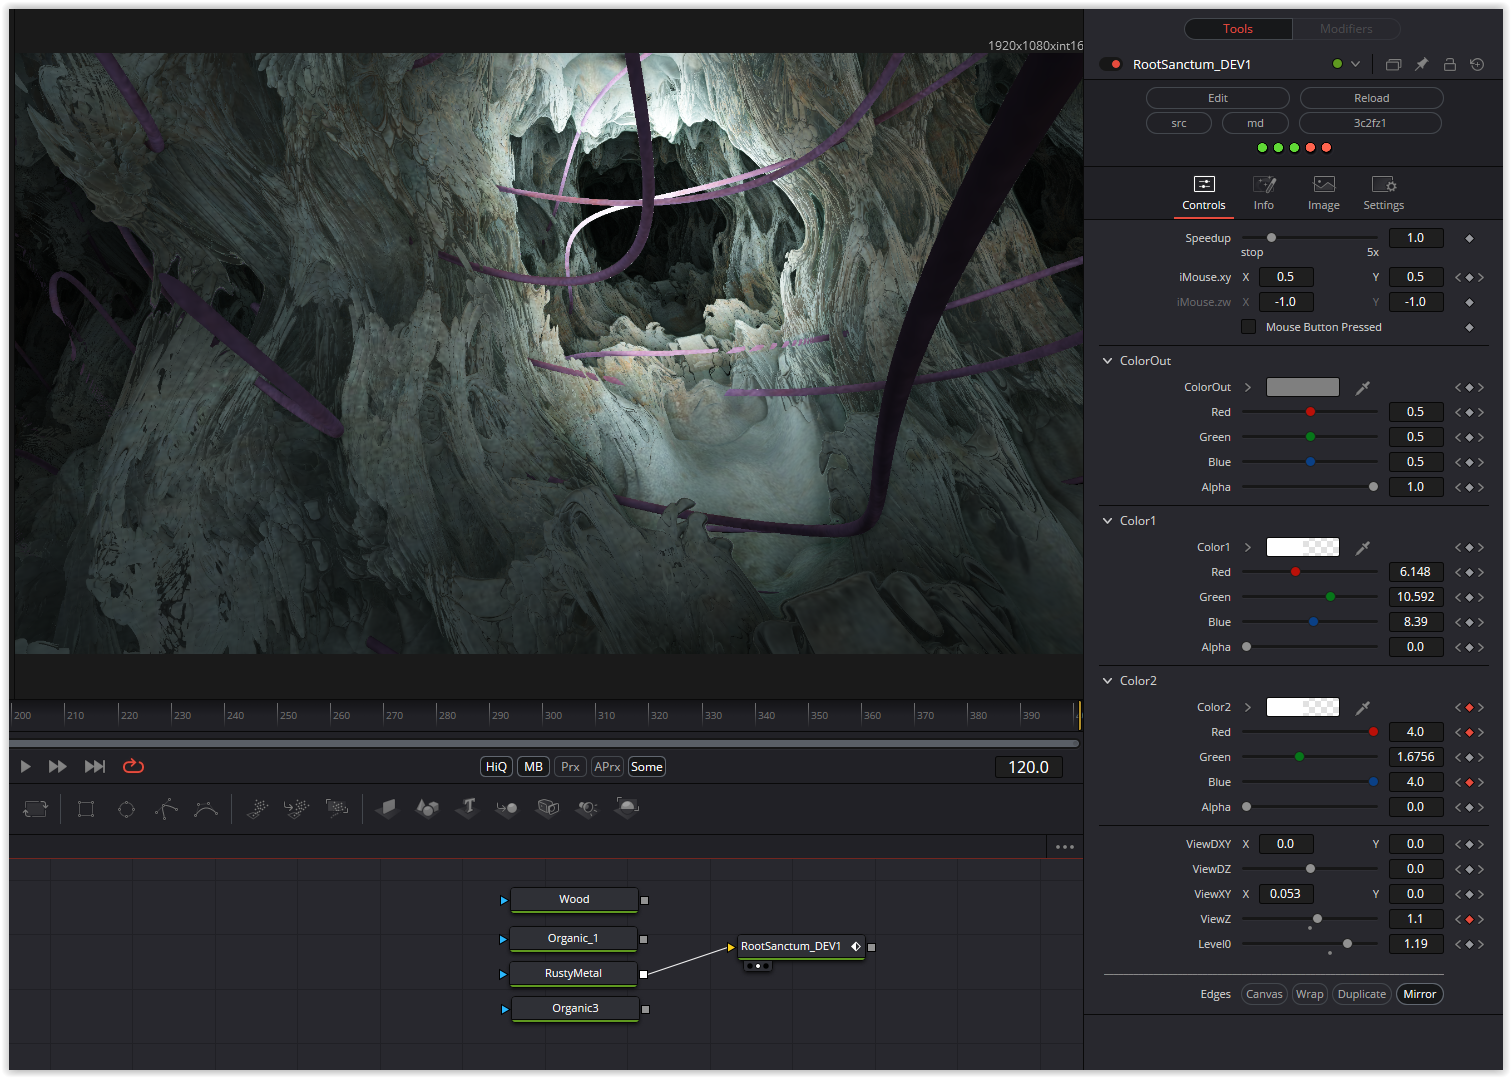 1920x1080xint16
200 210 220 230 240 250 260 270 280 290 300 310 320 330 340 350 360 370 380 390
HiQ MB Prx APrx Some 120.0
Wood
Organic_1
RustyMetal
Organic3
RootSanctum_DEV1
Tools Modifiers
RootSanctum_DEV1
Edit Reload
src md 3c2fz1
Controls Info Image Settings
Speedup 1.0
stop 5x
iMouse.xy X 0.5 Y 0.5
iMouse.zw X -1.0 Y -1.0
Mouse Button Pressed
ColorOut
ColorOut
Red 0.5
Green 0.5
Blue 0.5
Alpha 1.0
Color1
Color1
Red 6.148
Green 10.592
Blue 8.39
Alpha 0.0
Color2
Color2
Red 4.0
Green 1.6756
Blue 4.0
Alpha 0.0
ViewDXY X 0.0 Y 0.0
ViewDZ 0.0
ViewXY X 0.053 Y 0.0
ViewZ 1.1
Level0 1.19
Edges Canvas Wrap Duplicate Mirror